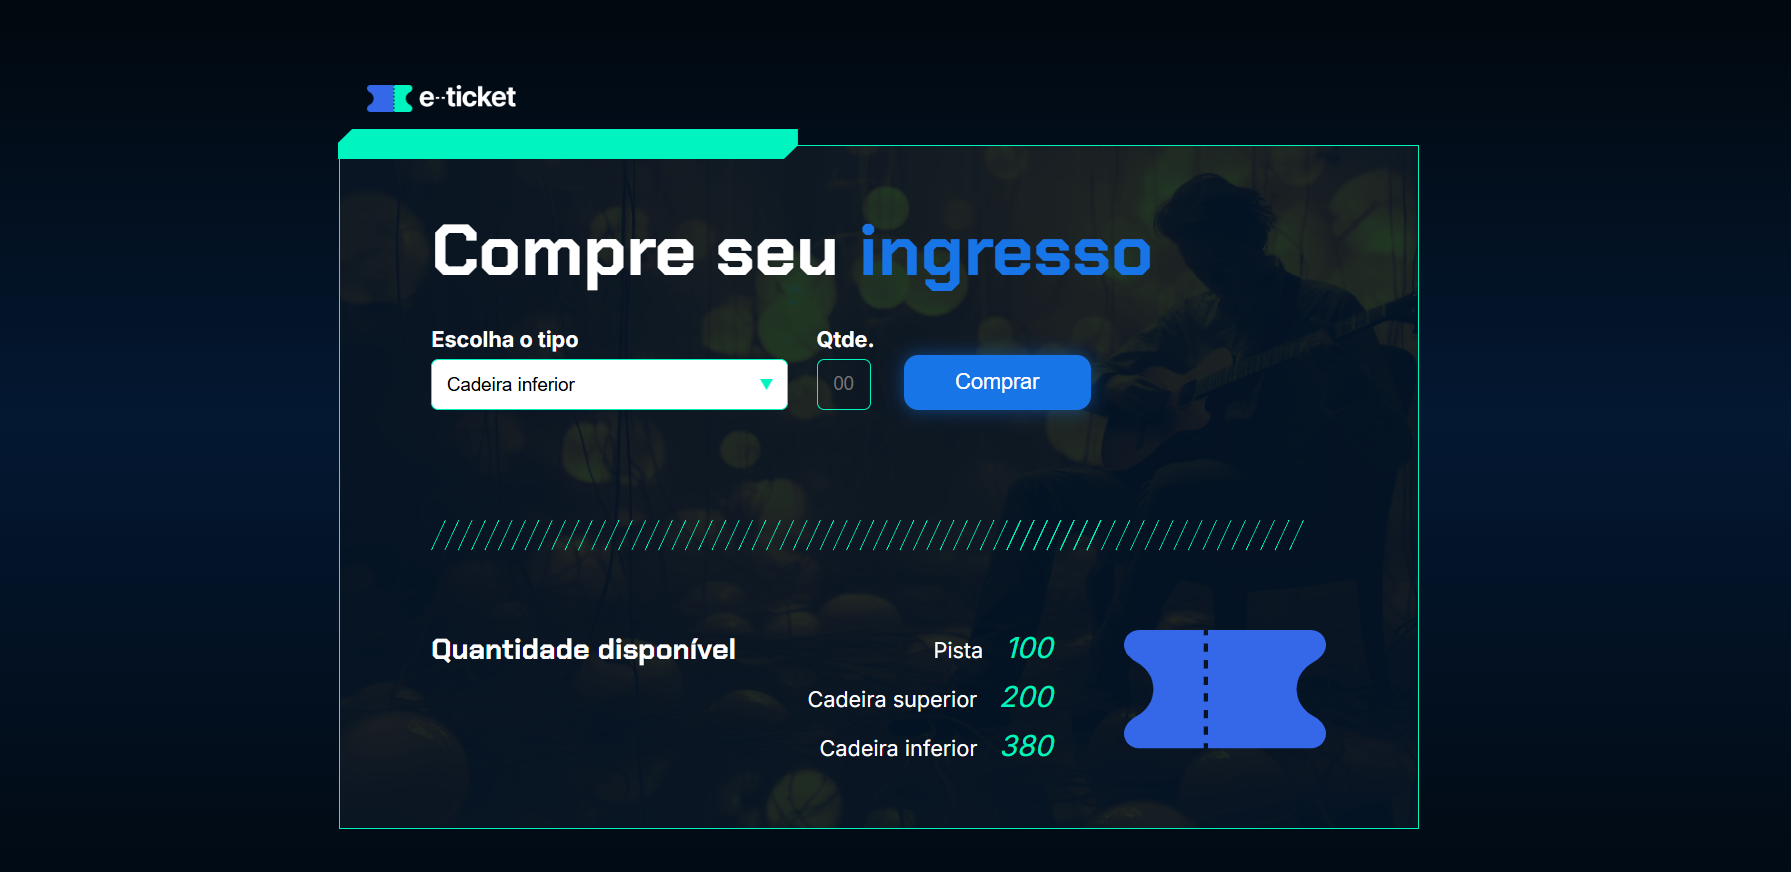 e--ticket
Compre seu ingresso
Escolha o tipo
Qtde.
Cadeira inferior
00
Comprar
Quantidade disponível
Pista 100
Cadeira superior 200
Cadeira inferior 380